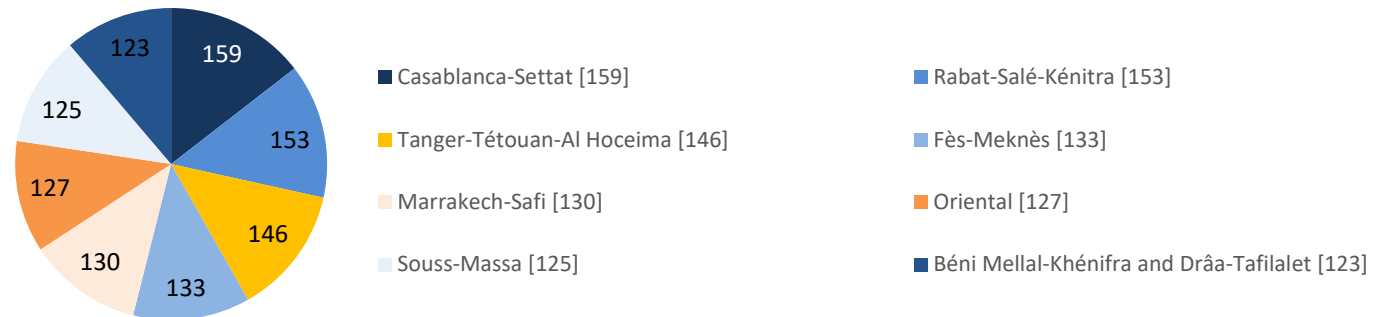 123
159
125
153
127
146
130
133
Casablanca-Settat [159]
Rabat-Salé-Kénitra [153]
Tanger-Tétouan-Al Hoceima [146]
Fès-Meknès [133]
Marrakech-Safi [130]
Oriental [127]
Souss-Massa [125]
Béni Mellal-Khénifra and Drâa-Tafilalet [123]